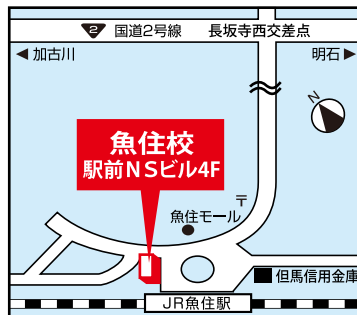 2 国道2号線 長坂寺西交差点
◀加古川 明石▶
N
魚住校
駅前NSビル4F
〒
魚住モール
但馬信用金庫
JR魚住駅